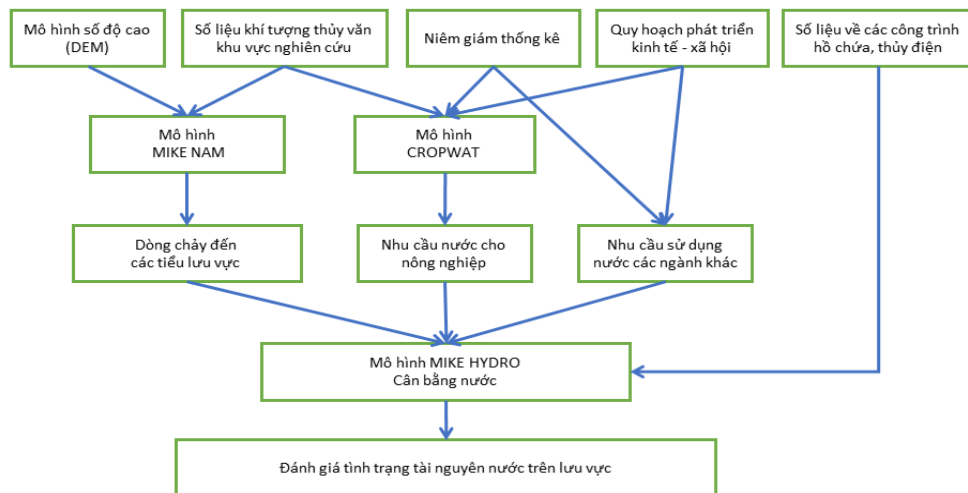 Mô hình số độ cao
(DEM)
Số liệu khí tượng thủy văn
khu vực nghiên cứu
Niêm giám thống kê
Quy hoạch phát triển
kinh tế - xã hội
Số liệu về các công trình
hồ chứa, thủy điện
Mô hình
MIKE NAM
Mô hình
CROPWAT
Dòng chảy đến
các tiểu lưu vực
Nhu cầu nước cho
nông nghiệp
Nhu cầu sử dụng
nước các ngành khác
Mô hình MIKE HYDRO
Cân bằng nước
Đánh giá tình trạng tài nguyên nước trên lưu vực